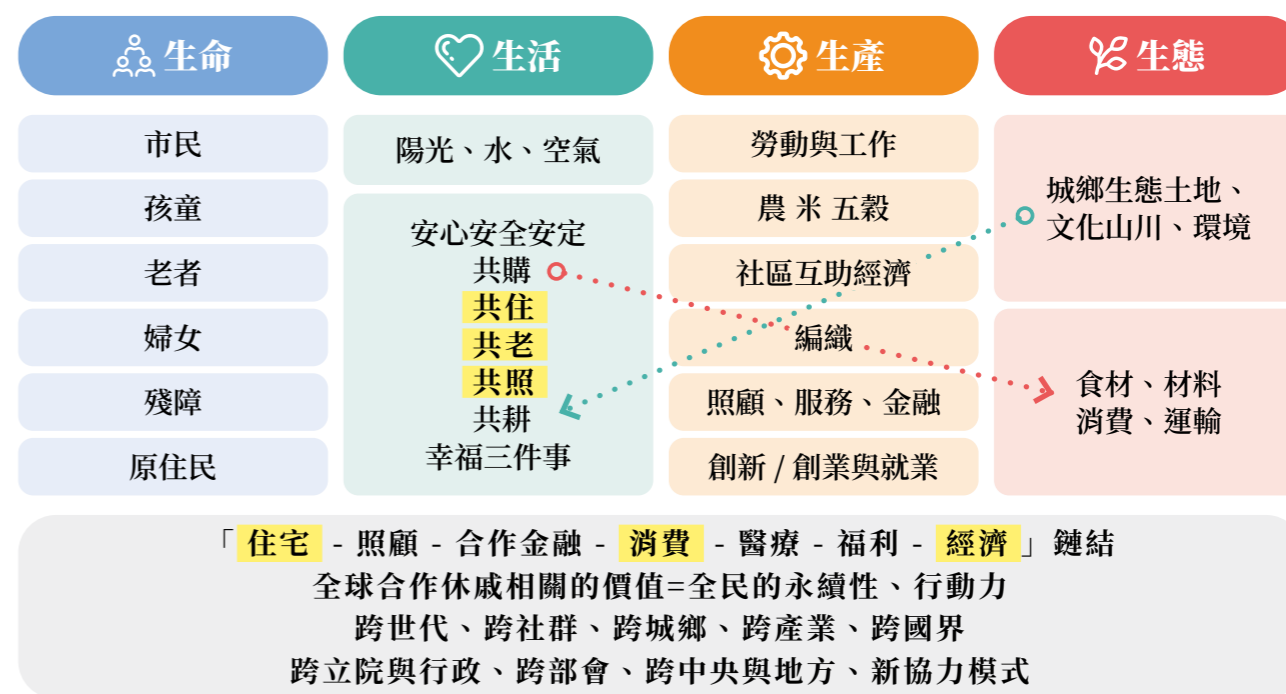 生命
市民
孩童
老者
婦女
殘障
原住民
生活
陽光、水、空氣
安心安全安定
共購
共住
共老
共照
共耕
幸福三件事
生產
勞動與工作
農 米 五穀
社區互助經濟
編織
照顧、服務、金融
創新 / 創業與就業
生態
城鄉生態土地、
文化山川、環境
食材、材料
消費、運輸
「 住宅 - 照顧 - 合作金融 - 消費 - 醫療 - 福利 - 經濟 」鏈結
全球合作休戚相關的價值=全民的永續性、行動力
跨世代、跨社群、跨城鄉、跨產業、跨國界
跨立院與行政、跨部會、跨中央與地方、新協力模式